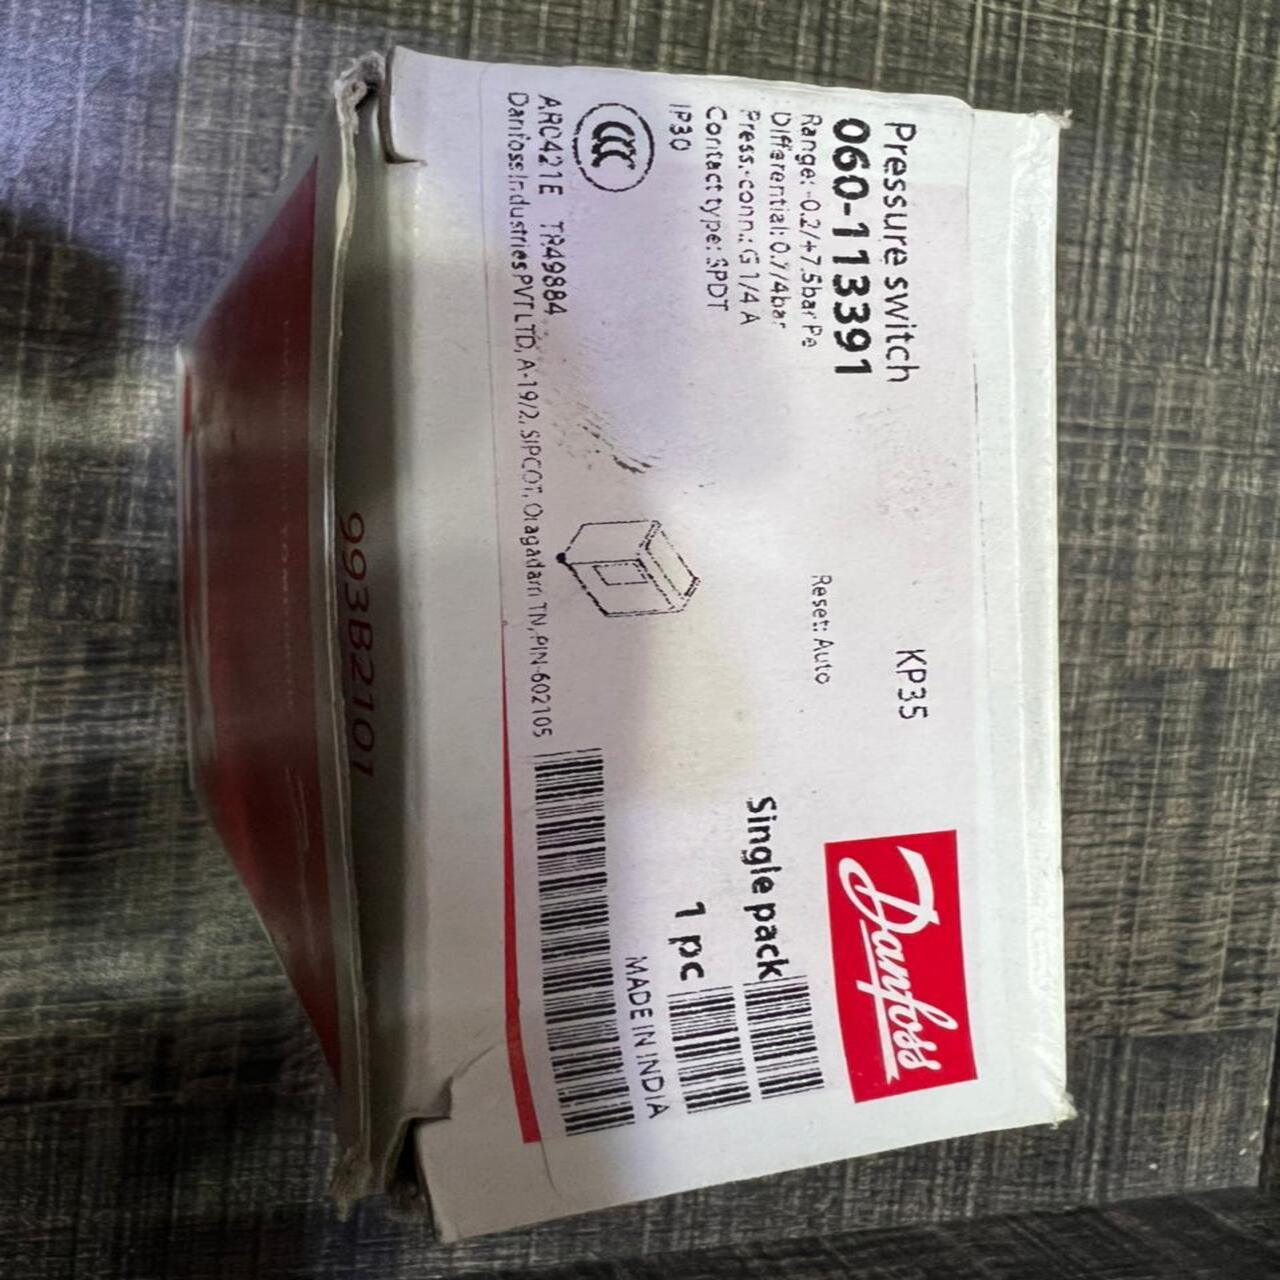 Pressure switch
KP35
Danfoss
060-113391
Range: -0.2/+7.5bar Pe
Reset: Auto
Differential: 0.7/4bar
Press.-conn.: G 1/4 A
Single pack
Contact type: SPDT
IP30
1 pc
CCC
MADE IN INDIA
ARC421E TR49884
Danfoss Industries PVT LTD, A-19/2, SIPCOT, Oragadam TN, PIN-602105
993B2101